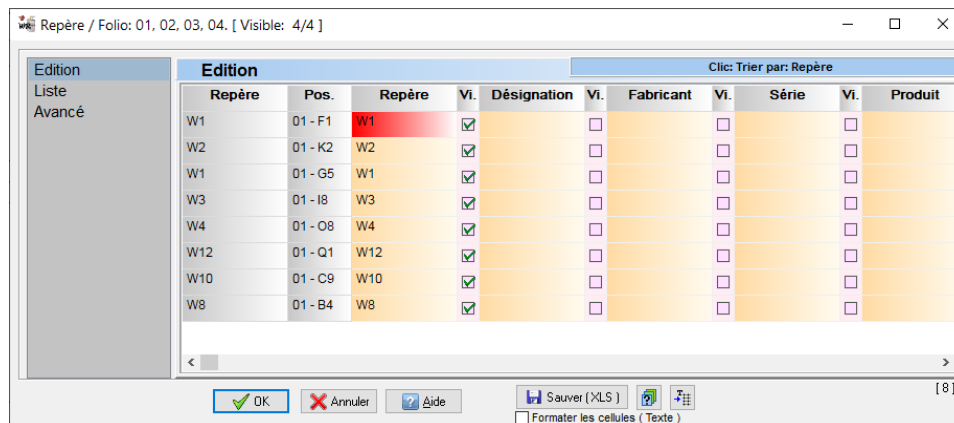 Repère / Folio: 01, 02, 03, 04. [ Visible: 4/4 ]
Edition
Liste
Avancé
Edition
Clic: Trier par: Repère
Repère Pos. Repère Vi. Désignation Vi. Fabricant Vi. Série Vi. Produit
W1 01 - F1 W1
W2 01 - K2 W2
W1 01 - G5 W1
W3 01 - I8 W3
W4 01 - O8 W4
W12 01 - Q1 W12
W10 01 - C9 W10
W8 01 - B4 W8
OK Annuler Aide Sauver ( XLS ) [ 8 ]
Formater les cellules ( Texte )